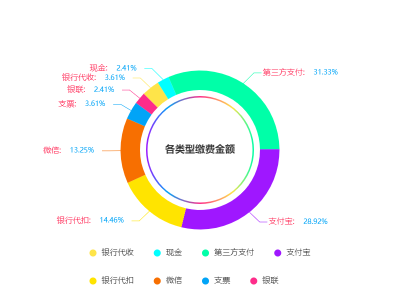 现金: 2.41%
第三方支付: 31.33%
银行代收: 3.61%
银联: 2.41%
支票: 3.61%
微信: 13.25%
各类型缴费金额
银行代扣: 14.46%
支付宝: 28.92%
银行代收 现金 第三方支付 支付宝
银行代扣 微信 支票 银联